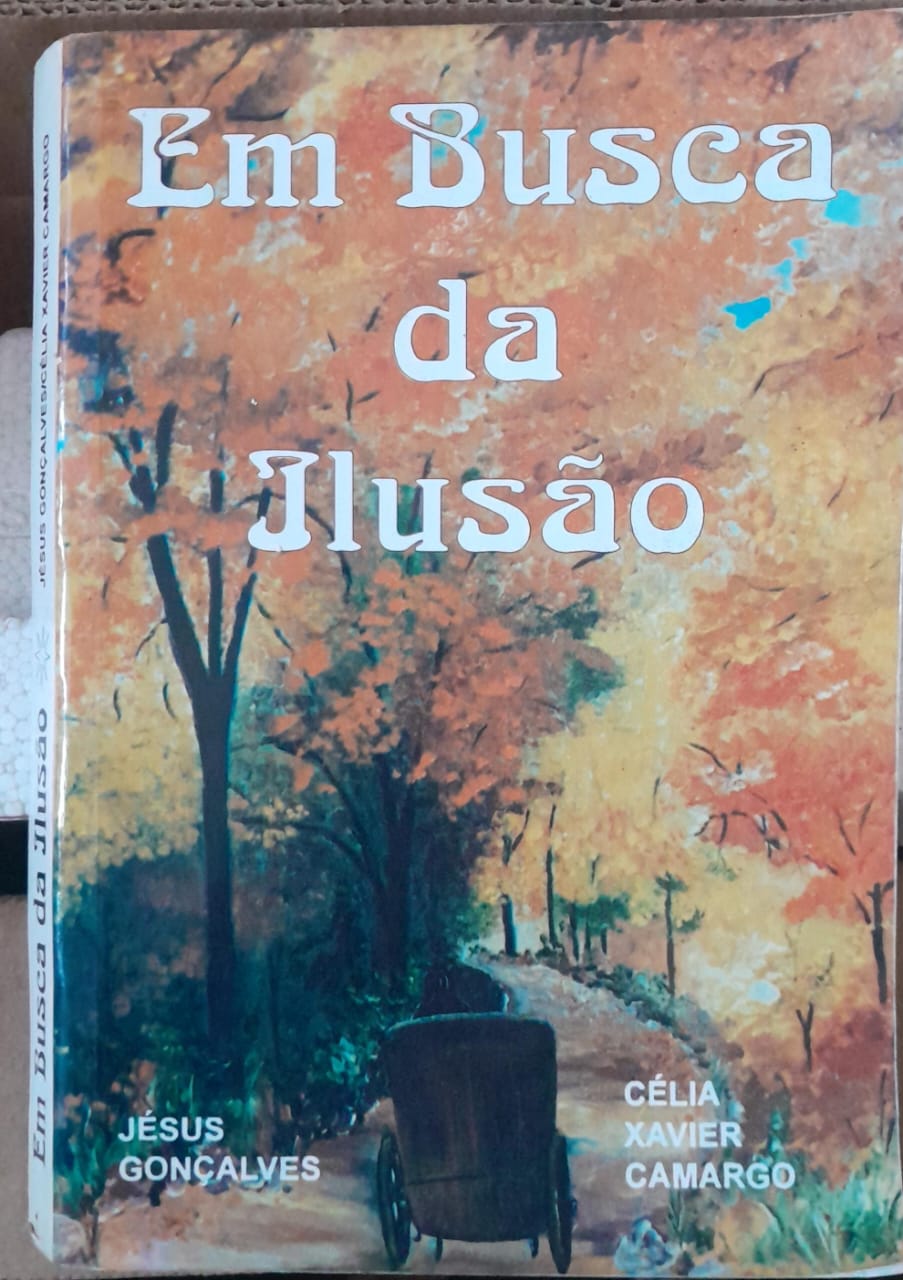 Em Busca
da
Ilusão
JÉSUS
GONÇALVES
CÉLIA
XAVIER
CAMARGO
Em Busca da Ilusão
JÉSUS GONÇALVES/CÉLIA XAVIER CAMARGO